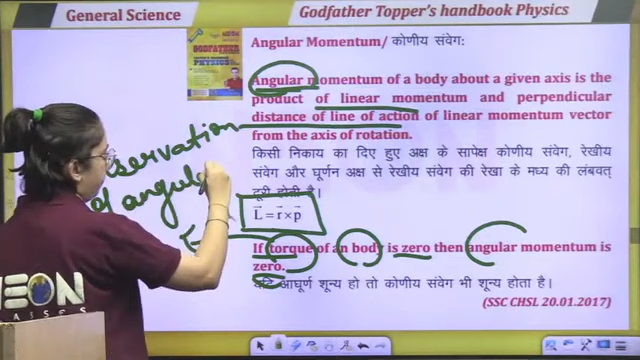 General Science
Godfather Topper's handbook Physics
Angular Momentum/ कोणीय संवेग:
Angular momentum of a body about a given axis is the
product of linear momentum and perpendicular
distance of line of action of linear momentum vector
from the axis of rotation.
किसी निकाय का दिए हुए अक्ष के सापेक्ष कोणीय संवेग, रेखीय
संवेग और घूर्णन अक्ष से रेखीय संवेग की रेखा के मध्य की लंबवत्
दूरी होती है।
L = r × p
If torque of an body is zero then angular momentum is
zero.
यदि आघूर्ण शून्य हो तो कोणीय संवेग भी शून्य होता है।
(SSC CHSL 20.01.2017)
servation
of angul
NEON